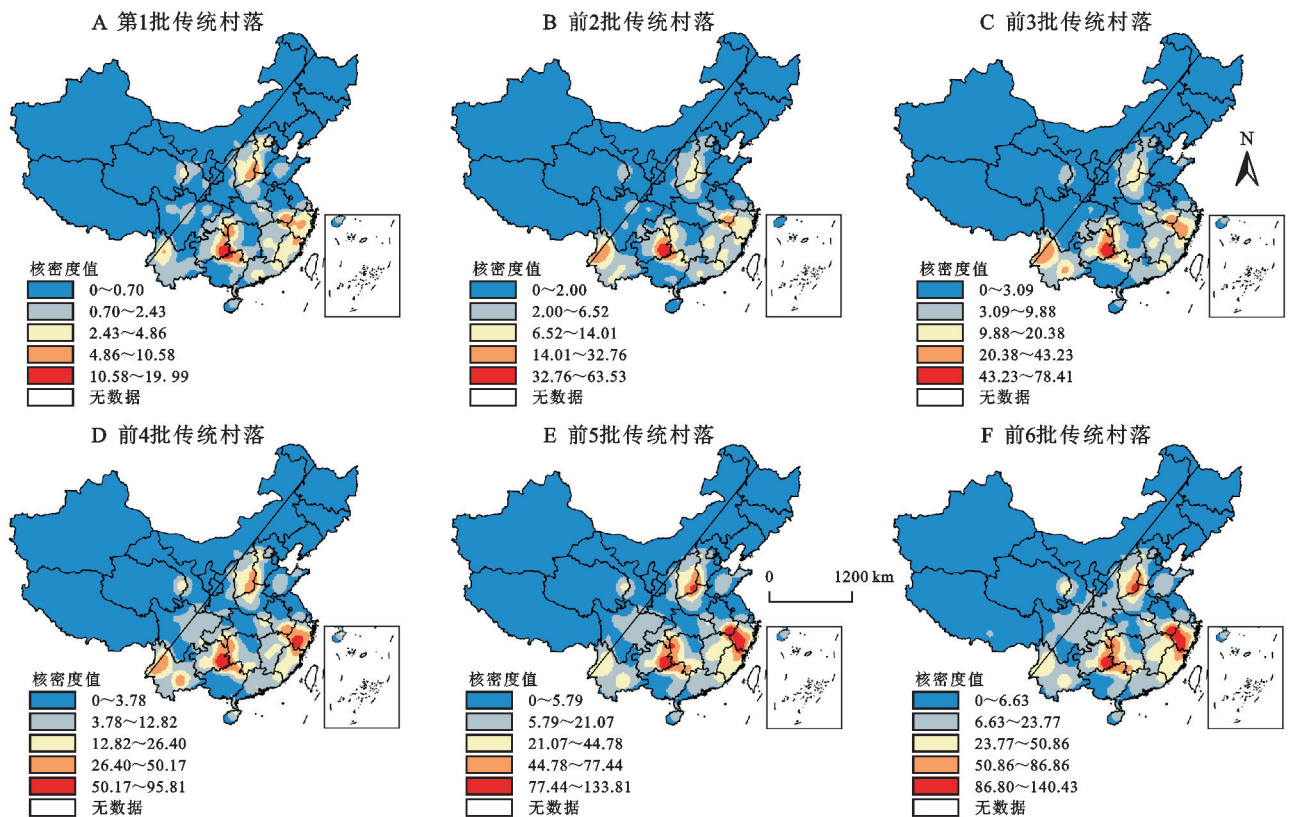 A 第1批传统村落
B 前2批传统村落
C 前3批传统村落
N
核密度值
0～0.70
0.70～2.43
2.43～4.86
4.86～10.58
10.58～19.99
无数据
核密度值
0～2.00
2.00～6.52
6.52～14.01
14.01～32.76
32.76～63.53
无数据
核密度值
0～3.09
3.09～9.88
9.88～20.38
20.38～43.23
43.23～78.41
无数据
D 前4批传统村落
E 前5批传统村落
F 前6批传统村落
0 1200 km
核密度值
0～3.78
3.78～12.82
12.82～26.40
26.40～50.17
50.17～95.81
无数据
核密度值
0～5.79
5.79～21.07
21.07～44.78
44.78～77.44
77.44～133.81
无数据
核密度值
0～6.63
6.63～23.77
23.77～50.86
50.86～86.86
86.80～140.43
无数据